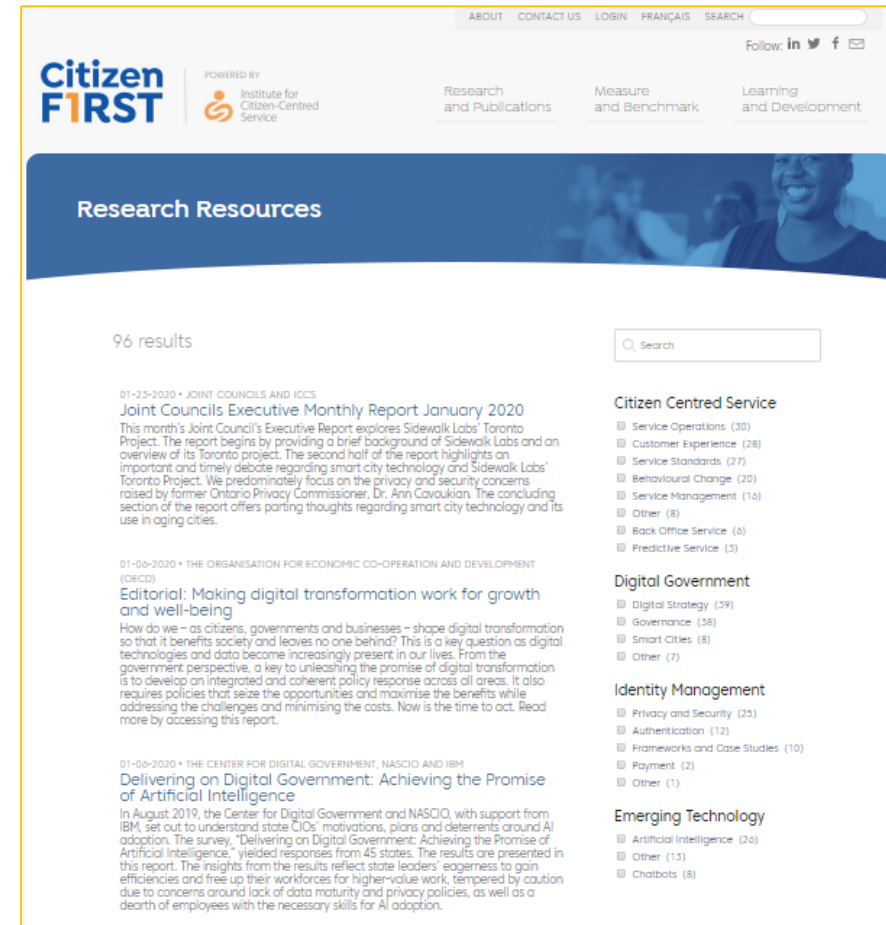 ABOUT CONTACT US LOGIN FRANÇAIS SEARCH
Follow: in f
Citizen
F1RST
POWERED BY
Institute for
Citizen-Centred
Service
Research
and Publications
Measure
and Benchmark
Learning
and Development
Research Resources
96 results
01-23-2020 • JOINT COUNCILS AND ICCS
Joint Councils Executive Monthly Report January 2020
This month's Joint Council's Executive Report explores Sidewalk Labs' Toronto
Project. The report begins by providing a brief background of Sidewalk Labs and an
overview of its Toronto project. The second half of the report highlights an
important and timely debate regarding smart city technology and Sidewalk Labs'
Toronto Project. We predominately focus on the privacy and security concerns
raised by former Ontario Privacy Commissioner, Dr. Ann Cavoukian. The concluding
section of the report offers parting thoughts regarding smart city technology and its
use in aging cities.
01-06-2020 • THE ORGANISATION FOR ECONOMIC CO-OPERATION AND DEVELOPMENT
(OECD)
Editorial: Making digital transformation work for growth
and well-being
How do we – as citizens, governments and businesses – shape digital transformation
so that it benefits society and leaves no one behind? This is a key question as digital
technologies and data become increasingly present in our lives. From the
government perspective, a key to unleashing the promise of digital transformation
is to develop an integrated and coherent policy response across all areas. It also
requires policies that seize the opportunities and maximise the benefits while
addressing the challenges and minimising the costs. Now is the time to act. Read
more by accessing this report.
01-06-2020 • THE CENTER FOR DIGITAL GOVERNMENT, NASCIO AND IBM
Delivering on Digital Government: Achieving the Promise
of Artificial Intelligence
In August 2019, the Center for Digital Government and NASCIO, with support from
IBM, set out to understand state CIOs' motivations, plans and deterrents around AI
adoption. The survey, "Delivering on Digital Government: Achieving the Promise of
Artificial Intelligence," yielded responses from 45 states. The results are presented in
this report. The insights from the results reflect state leaders' eagerness to gain
efficiencies and free up their workforces for higher-value work, tempered by caution
due to concerns around lack of data maturity and privacy policies, as well as a
dearth of employees with the necessary skills for AI adoption.
Search
Citizen Centred Service
Service Operations (30)
Customer Experience (28)
Service Standards (27)
Behavioural Change (20)
Service Management (16)
Other (8)
Back Office Service (6)
Predictive Service (3)
Digital Government
Digital Strategy (39)
Governance (38)
Smart Cities (8)
Other (7)
Identity Management
Privacy and Security (25)
Authentication (12)
Frameworks and Case Studies (10)
Payment (2)
Other (1)
Emerging Technology
Artificial Intelligence (26)
Other (13)
Chatbots (8)